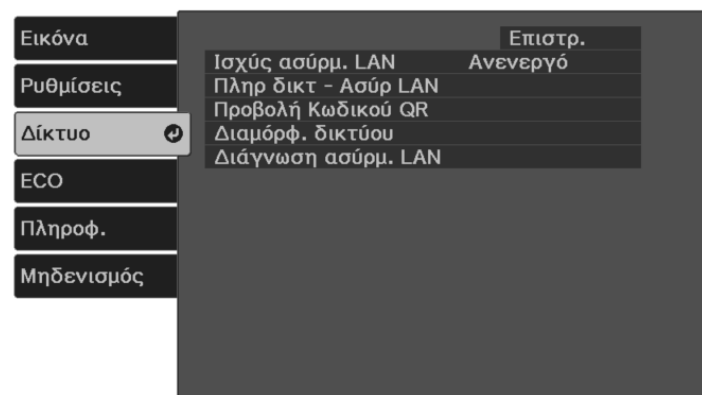 Εικόνα
Ρυθμίσεις
Δίκτυο
ECO
Πληροφ.
Μηδενισμός
Επιστρ.
Ισχύς ασύρμ. LAN Ανενεργό
Πληρ δικτ - Ασύρ LAN
Προβολή Κωδικού QR
Διαμόρφ. δικτύου
Διάγνωση ασύρμ. LAN